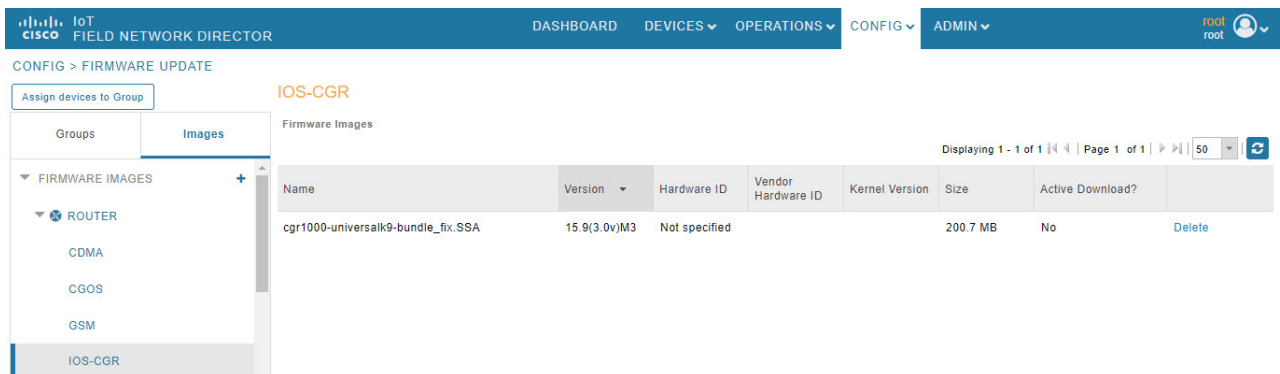 IoT
CISCO FIELD NETWORK DIRECTOR
DASHBOARD DEVICES OPERATIONS CONFIG ADMIN
root
root
CONFIG > FIRMWARE UPDATE
Assign devices to Group
Groups Images
FIRMWARE IMAGES +
ROUTER
CDMA
CGOS
GSM
IOS-CGR
IOS-CGR
Firmware Images
Displaying 1 - 1 of 1 | Page 1 of 1 | 50
Name Version Hardware ID Vendor Hardware ID Kernel Version Size Active Download?
cgr1000-universalk9-bundle_fix.SSA 15.9(3.0v)M3 Not specified 200.7 MB No Delete